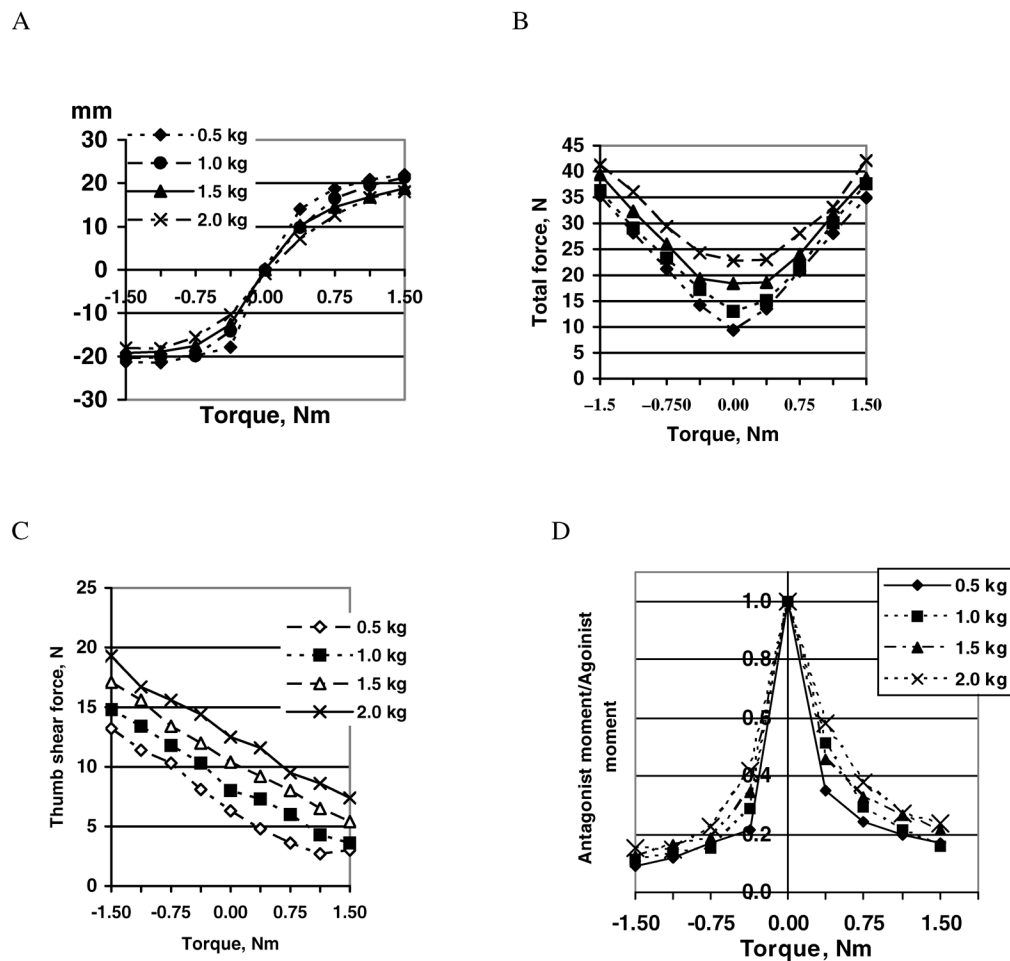 A
B
mm
30
20
10
0
-10
-20
-30
0.5 kg
1.0 kg
1.5 kg
2.0 kg
-1.50 -0.75 0.00 0.75 1.50
Torque, Nm
Total force, N
45
40
35
30
25
20
15
10
5
0
–1.5 –0.750 0.00 0.75 1.50
Torque, Nm
C
D
Thumb shear force, N
25
20
15
10
5
0
0.5 kg
1.0 kg
1.5 kg
2.0 kg
-1.50 -0.75 0.00 0.75 1.50
Torque, Nm
Antagonist moment/Agoinist
moment
1.0
0.8
0.6
0.4
0.2
0.0
0.5 kg
1.0 kg
1.5 kg
2.0 kg
-1.50 -0.75 0.00 0.75 1.50
Torque, Nm